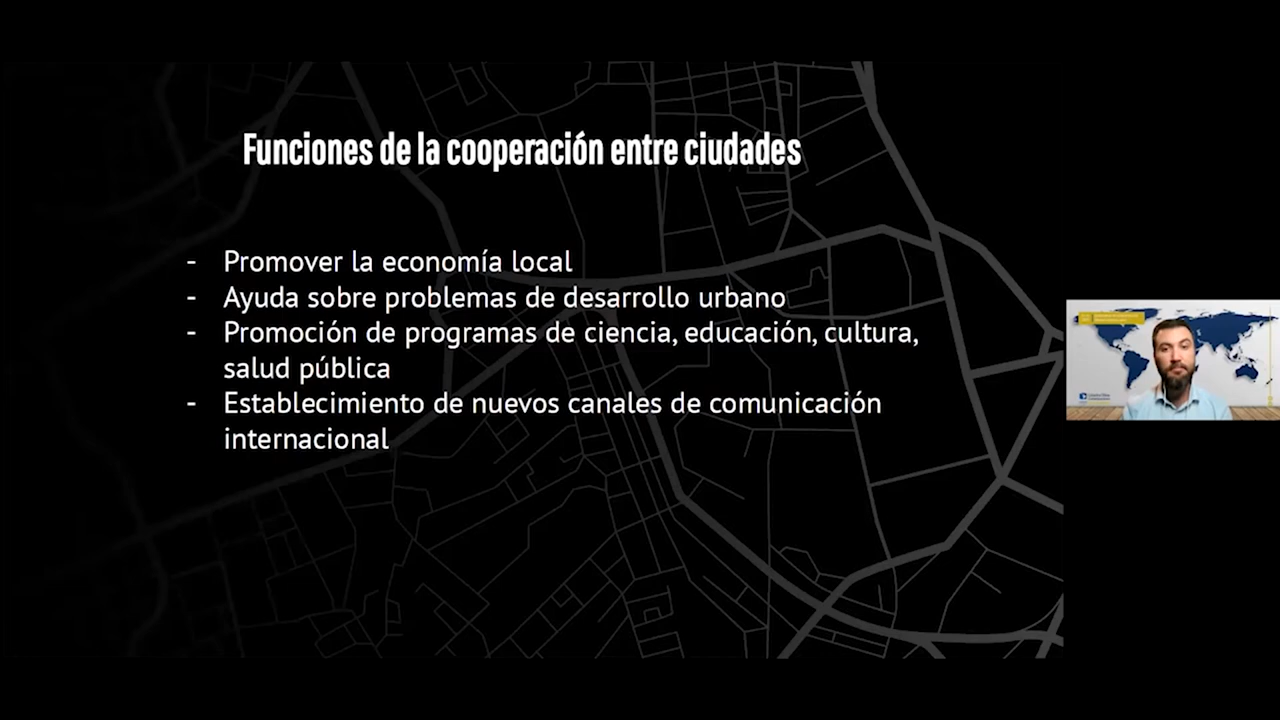 Funciones de la cooperación entre ciudades
- Promover la economía local
- Ayuda sobre problemas de desarrollo urbano
- Promoción de programas de ciencia, educación, cultura,
salud pública
- Establecimiento de nuevos canales de comunicación
internacional